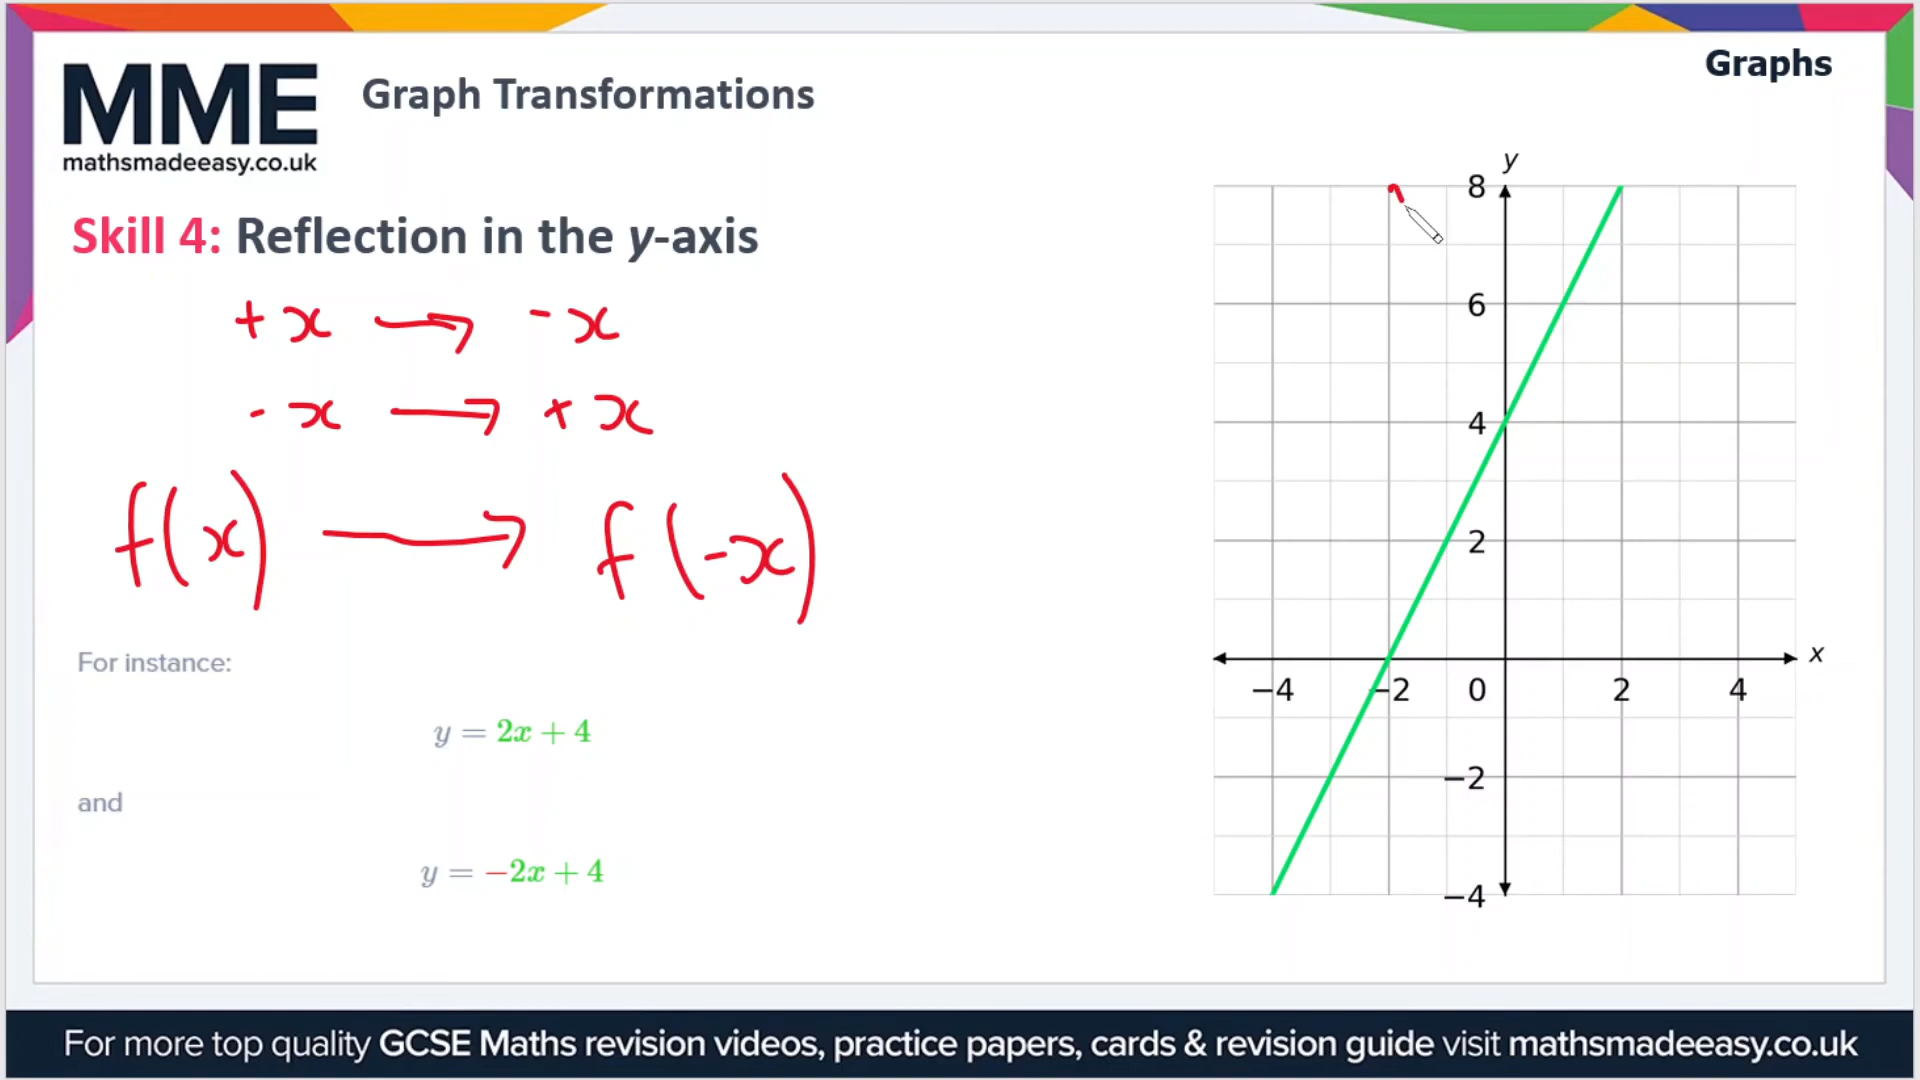 Graphs
MME
mathsmadeeasy.co.uk
Graph Transformations
Skill 4: Reflection in the y-axis
+x → -x
-x → +x
f(x) → f(-x)
For instance:
y = 2x + 4
and
y = −2x + 4
y
8
6
4
2
−4 −2 0 2 4 x
−2
−4
For more top quality GCSE Maths revision videos, practice papers, cards & revision guide visit mathsmadeeasy.co.uk